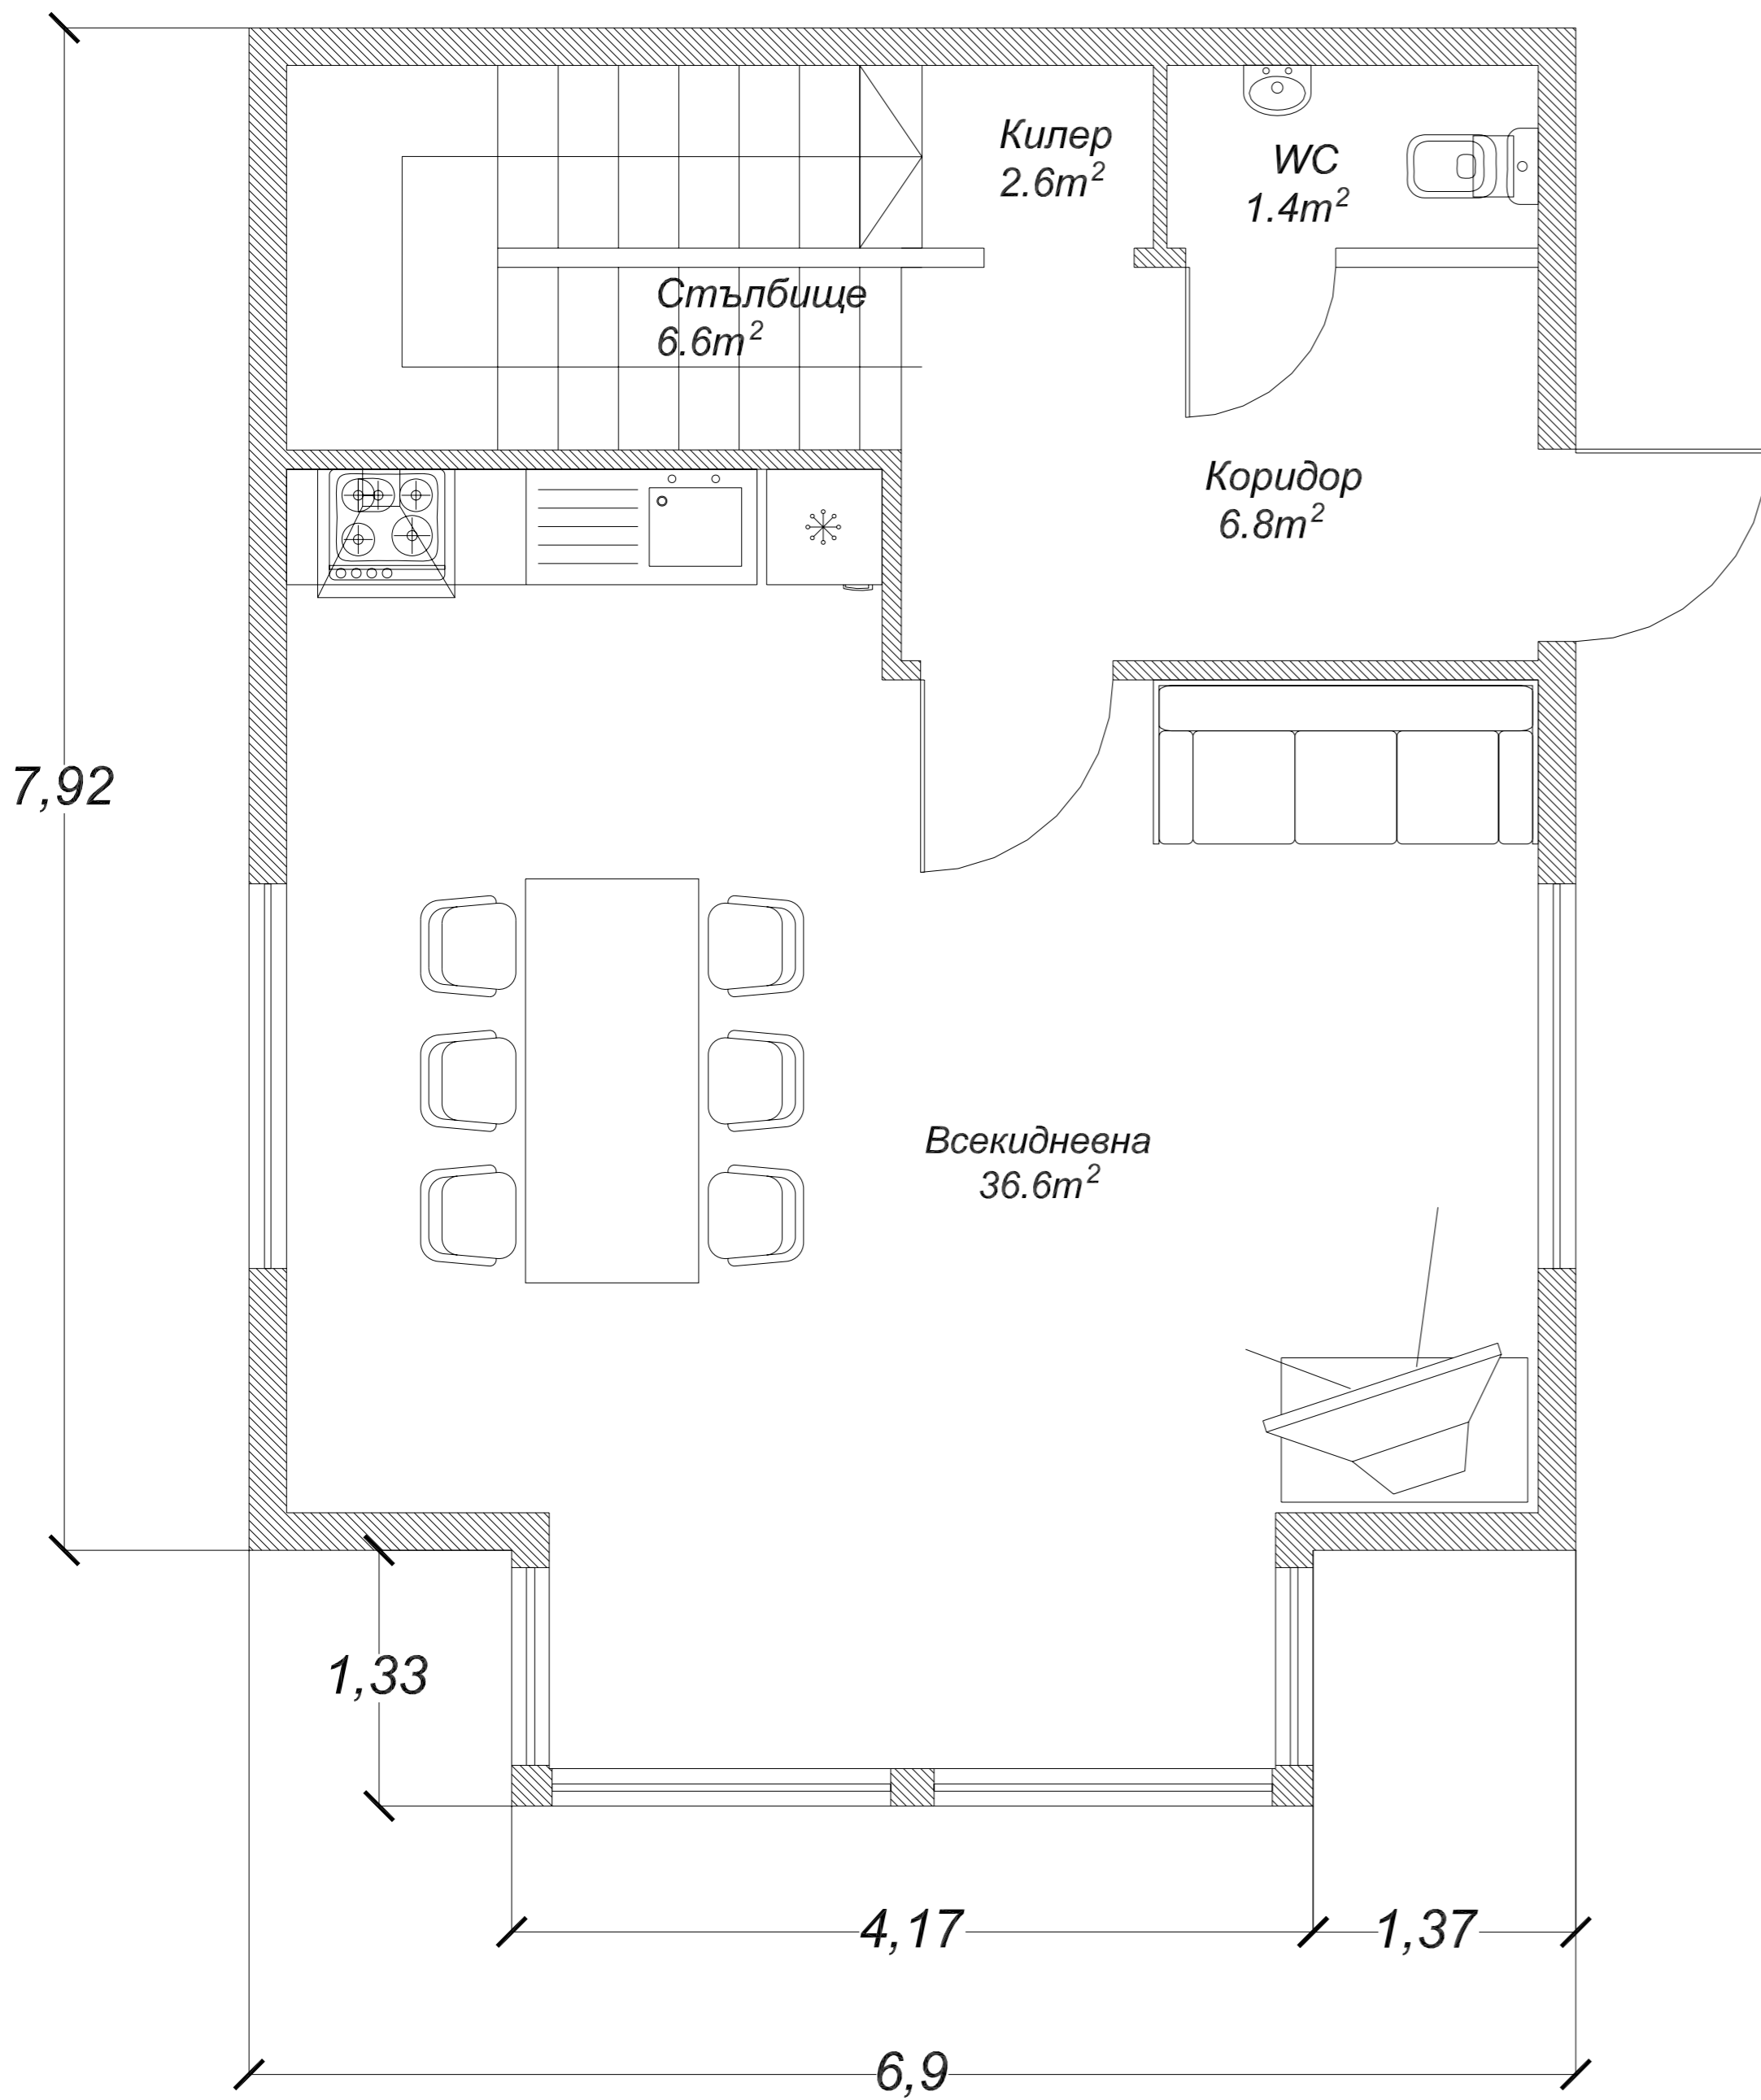 Килер
2.6m²
WC
1.4m²
Стълбище
6.6m²
Коридор
6.8m²
7,92
Всекидневна
36.6m²
1,33
4,17
1,37
6,9